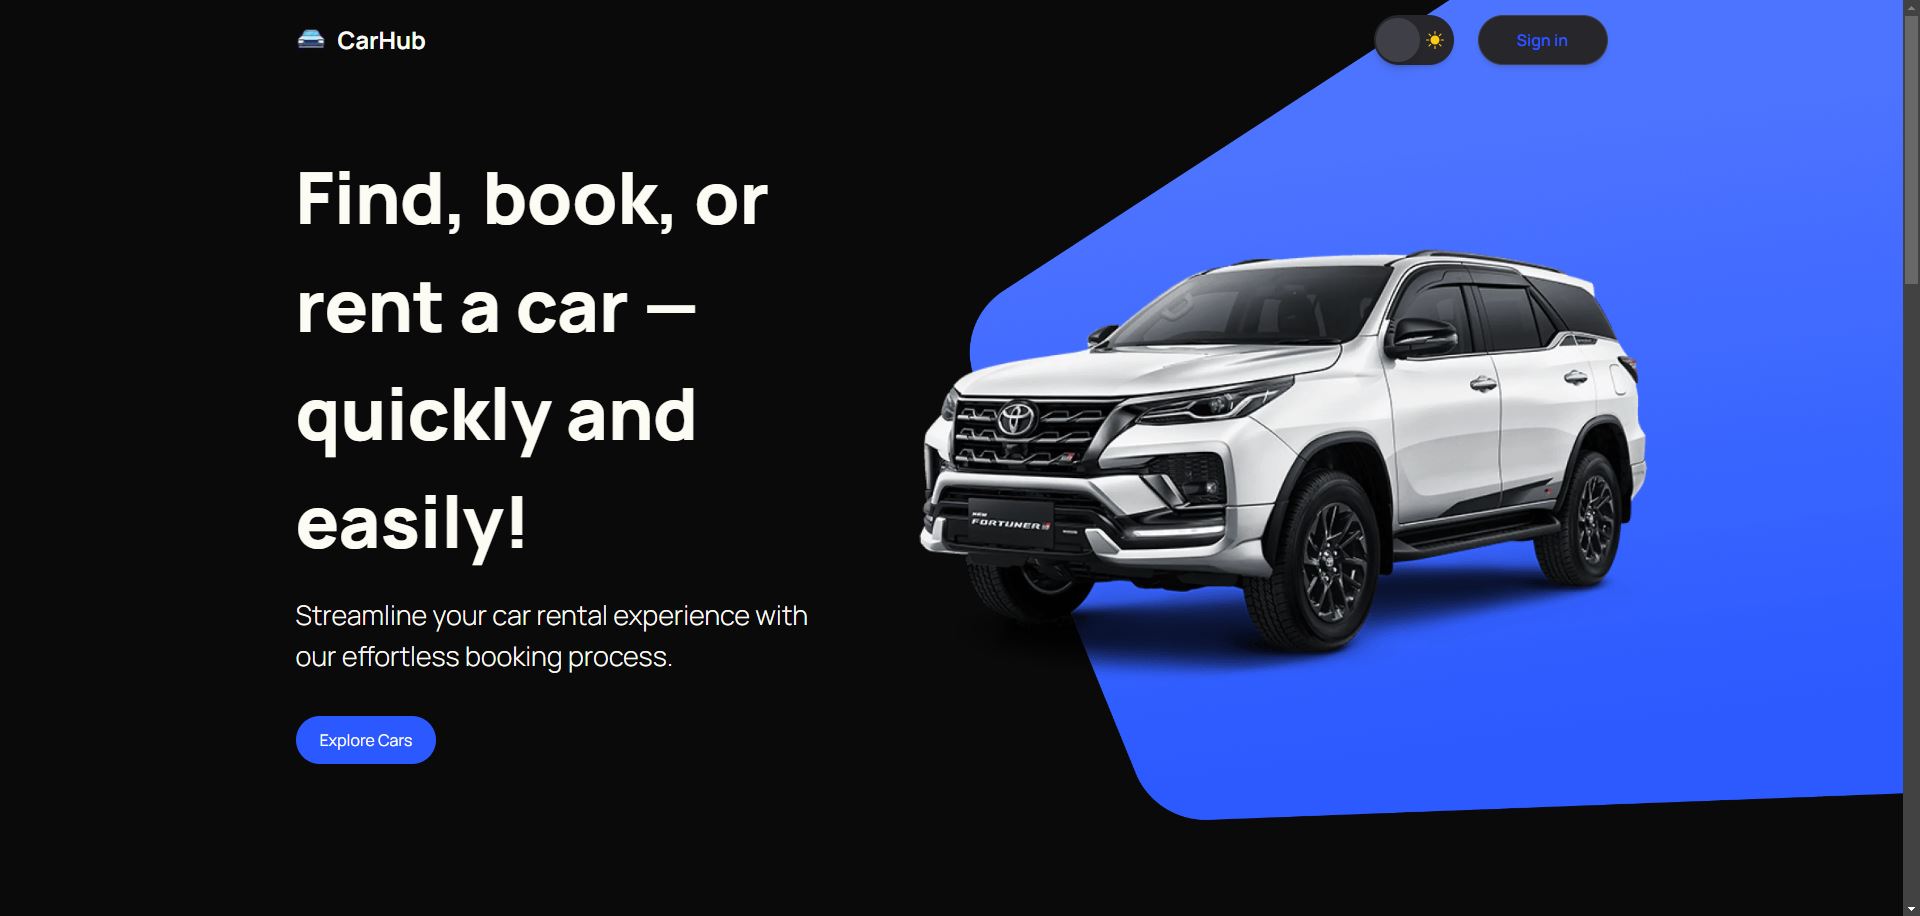 CarHub
Sign in
Find, book, or
rent a car —
quickly and
easily!
Streamline your car rental experience with
our effortless booking process.
Explore Cars
NEW
FORTUNER